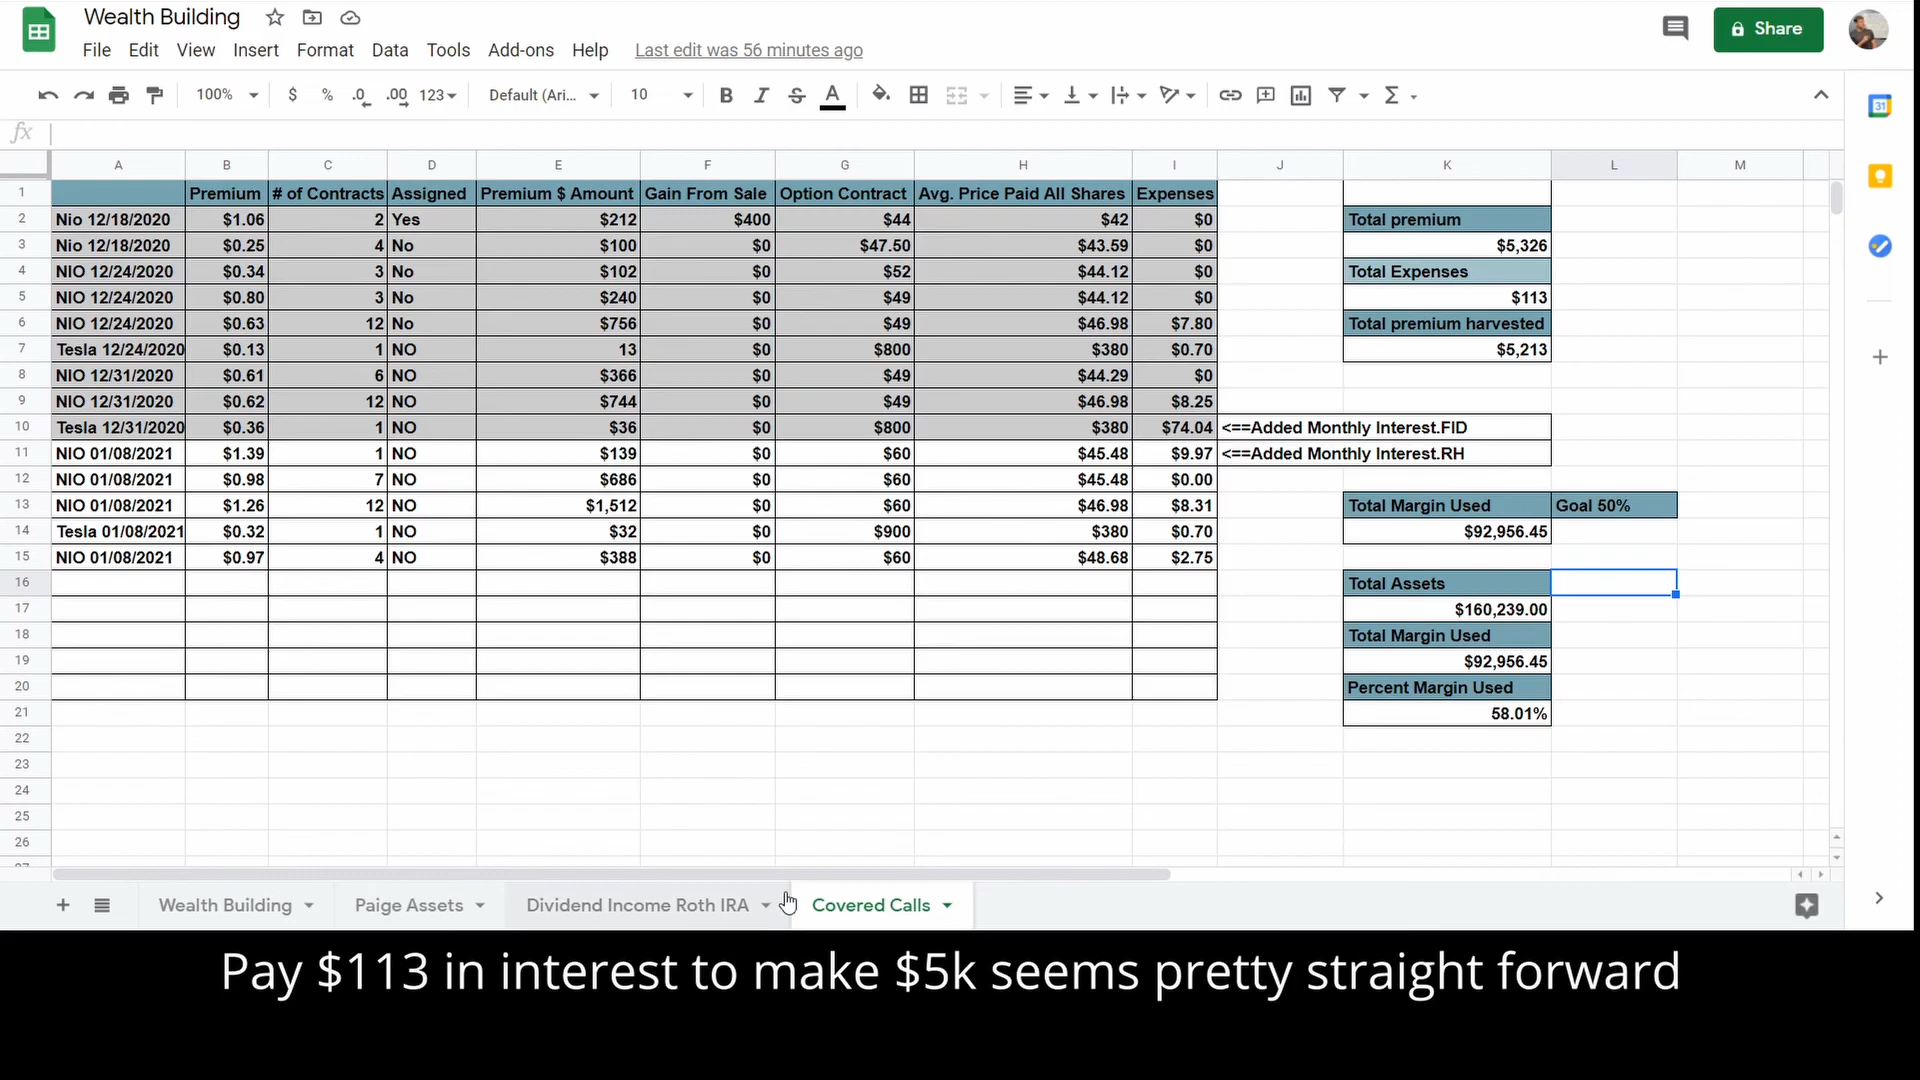 Wealth Building
File Edit View Insert Format Data Tools Add-ons Help Last edit was 56 minutes ago
Share
100% $ % .0 .00 123 Default (Ari... 10 B I S A Σ
31
fx
A B C D E F G H I J K L M
1 Premium # of Contracts Assigned Premium $ Amount Gain From Sale Option Contract Avg. Price Paid All Shares Expenses
2 Nio 12/18/2020 $1.06 2 Yes $212 $400 $44 $42 $0 Total premium
3 Nio 12/18/2020 $0.25 4 No $100 $0 $47.50 $43.59 $0 $5,326
4 NIO 12/24/2020 $0.34 3 No $102 $0 $52 $44.12 $0 Total Expenses
5 NIO 12/24/2020 $0.80 3 No $240 $0 $49 $44.12 $0 $113
6 NIO 12/24/2020 $0.63 12 No $756 $0 $49 $46.98 $7.80 Total premium harvested
7 Tesla 12/24/2020 $0.13 1 NO 13 $0 $800 $380 $0.70 $5,213
8 NIO 12/31/2020 $0.61 6 NO $366 $0 $49 $44.29 $0
9 NIO 12/31/2020 $0.62 12 NO $744 $0 $49 $46.98 $8.25
10 Tesla 12/31/2020 $0.36 1 NO $36 $0 $800 $380 $74.04 <==Added Monthly Interest.FID
11 NIO 01/08/2021 $1.39 1 NO $139 $0 $60 $45.48 $9.97 <==Added Monthly Interest.RH
12 NIO 01/08/2021 $0.98 7 NO $686 $0 $60 $45.48 $0.00
13 NIO 01/08/2021 $1.26 12 NO $1,512 $0 $60 $46.98 $8.31 Total Margin Used Goal 50%
14 Tesla 01/08/2021 $0.32 1 NO $32 $0 $900 $380 $0.70 $92,956.45
15 NIO 01/08/2021 $0.97 4 NO $388 $0 $60 $48.68 $2.75
16 Total Assets
17 $160,239.00
18 Total Margin Used
19 $92,956.45
20 Percent Margin Used
21 58.01%
22
23
24
25
26
Wealth Building Paige Assets Dividend Income Roth IRA Covered Calls
Pay $113 in interest to make $5k seems pretty straight forward